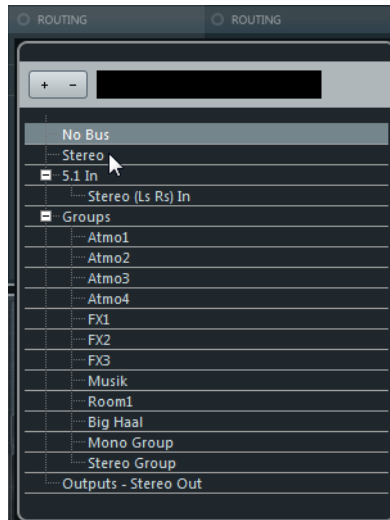 ROUTING ROUTING
+ -
No Bus
Stereo
5.1 In
Stereo (Ls Rs) In
Groups
Atmo1
Atmo2
Atmo3
Atmo4
FX1
FX2
FX3
Musik
Room1
Big Haal
Mono Group
Stereo Group
Outputs - Stereo Out